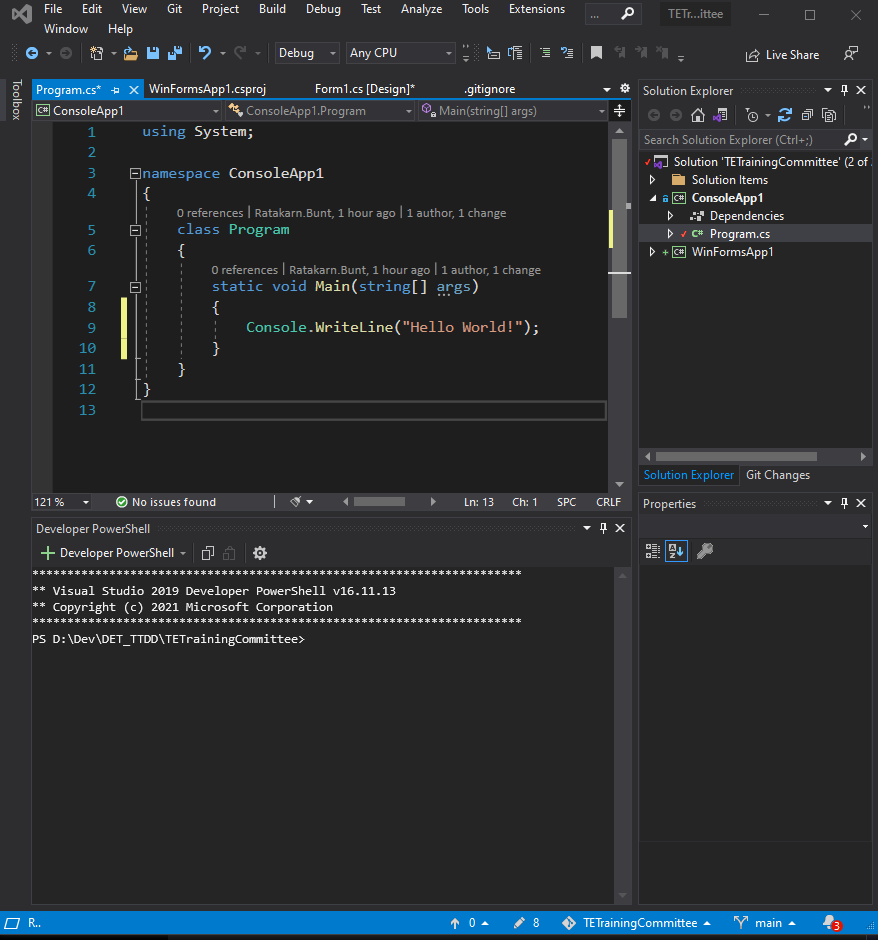 File Edit View Git Project Build Debug Test Analyze Tools Extensions ... TETr...ittee
Window Help
Debug Any CPU Live Share
Toolbox
Program.cs* WinFormsApp1.csproj Form1.cs [Design]* .gitignore
ConsoleApp1 ConsoleApp1.Program Main(string[] args)
1 using System;
2
3 namespace ConsoleApp1
4 {
0 references | Ratakarn.Bunt, 1 hour ago | 1 author, 1 change
5 class Program
6 {
0 references | Ratakarn.Bunt, 1 hour ago | 1 author, 1 change
7 static void Main(string[] args)
8 {
9 Console.WriteLine("Hello World!");
10 }
11 }
12 }
13
121 % No issues found Ln: 13 Ch: 1 SPC CRLF
Solution Explorer
Search Solution Explorer (Ctrl+;)
Solution 'TETrainingCommittee' (2 of
Solution Items
C# ConsoleApp1
Dependencies
C# Program.cs
C# WinFormsApp1
Solution Explorer Git Changes
Properties
Developer PowerShell
Developer PowerShell
**********************************************************************
** Visual Studio 2019 Developer PowerShell v16.11.13
** Copyright (c) 2021 Microsoft Corporation
**********************************************************************
PS D:\Dev\DET_TTDD\TETrainingCommittee>
R.. 0 8 TETrainingCommittee main 3